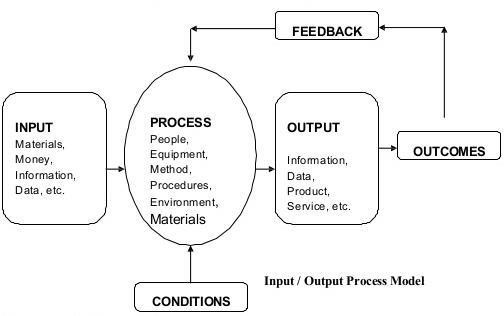 FEEDBACK
INPUT
Materials,
Money,
Information,
Data, etc.
PROCESS
People,
Equipment,
Method,
Procedures,
Environment,
Materials
OUTPUT
Information,
Data,
Product,
Service, etc.
OUTCOMES
Input / Output Process Model
CONDITIONS